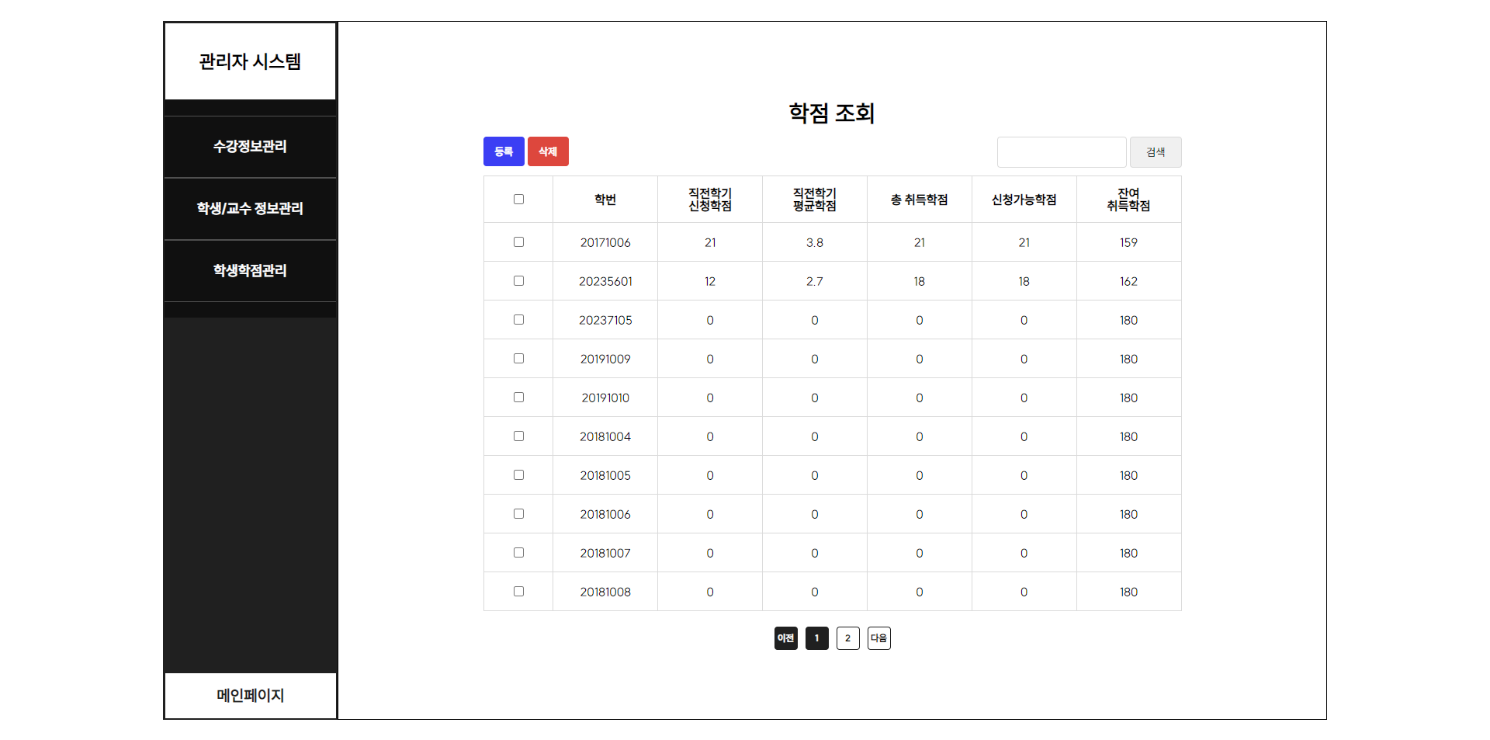 관리자 시스템
수강정보관리
학생/교수 정보관리
학생학점관리
메인페이지
학점 조회
등록 삭제 검색
학번 직전학기 신청학점 직전학기 평균학점 총 취득학점 신청가능학점 잔여 취득학점
20171006 21 3.8 21 21 159
20235601 12 2.7 18 18 162
20237105 0 0 0 0 180
20191009 0 0 0 0 180
20191010 0 0 0 0 180
20181004 0 0 0 0 180
20181005 0 0 0 0 180
20181006 0 0 0 0 180
20181007 0 0 0 0 180
20181008 0 0 0 0 180
이전 1 2 다음